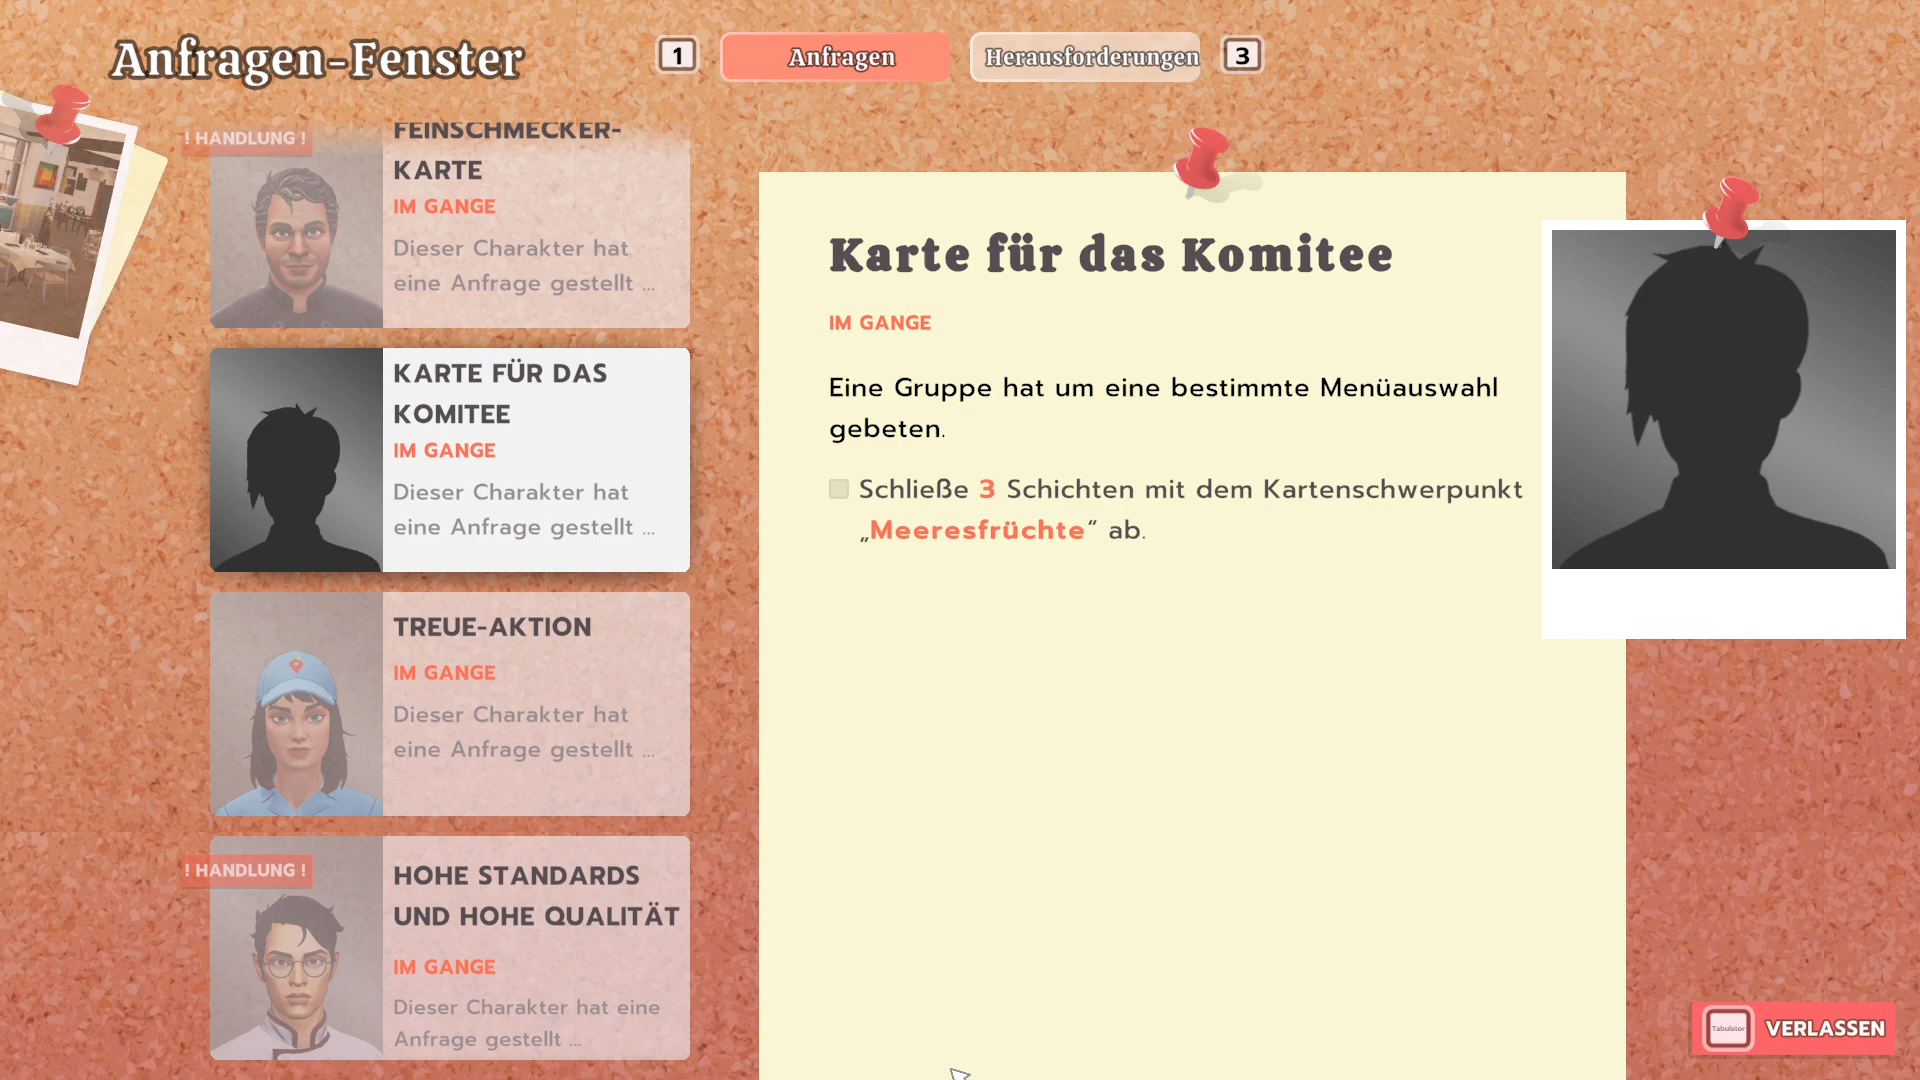 Anfragen-Fenster
1
Anfragen
Herausforderungen
3
! HANDLUNG !
FEINSCHMECKER-
KARTE
IM GANGE
Dieser Charakter hat
eine Anfrage gestellt ...
KARTE FÜR DAS
KOMITEE
IM GANGE
Dieser Charakter hat
eine Anfrage gestellt ...
TREUE-AKTION
IM GANGE
Dieser Charakter hat
eine Anfrage gestellt ...
! HANDLUNG !
HOHE STANDARDS
UND HOHE QUALITÄT
IM GANGE
Dieser Charakter hat eine
Anfrage gestellt ...
Karte für das Komitee
IM GANGE
Eine Gruppe hat um eine bestimmte Menüauswahl
gebeten.
Schließe 3 Schichten mit dem Kartenschwerpunkt
„Meeresfrüchte“ ab.
Tabulator
VERLASSEN